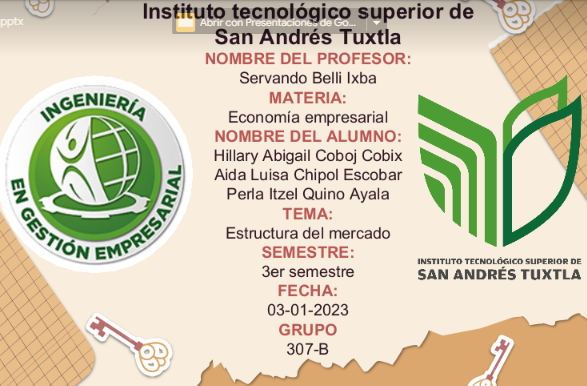 Instituto tecnológico superior de
pptx
Abrir con Presentaciones de Go...
San Andrés Tuxtla
NOMBRE DEL PROFESOR:
Servando Belli Ixba
MATERIA:
Economía empresarial
NOMBRE DEL ALUMNO:
Hillary Abigail Coboj Cobix
Aida Luisa Chipol Escobar
Perla Itzel Quino Ayala
TEMA:
Estructura del mercado
SEMESTRE:
3er semestre
FECHA:
03-01-2023
GRUPO
307-B
INGENIERÍA
EN GESTIÓN EMPRESARIAL
INSTITUTO TECNOLÓGICO SUPERIOR DE
SAN ANDRÉS TUXTLA